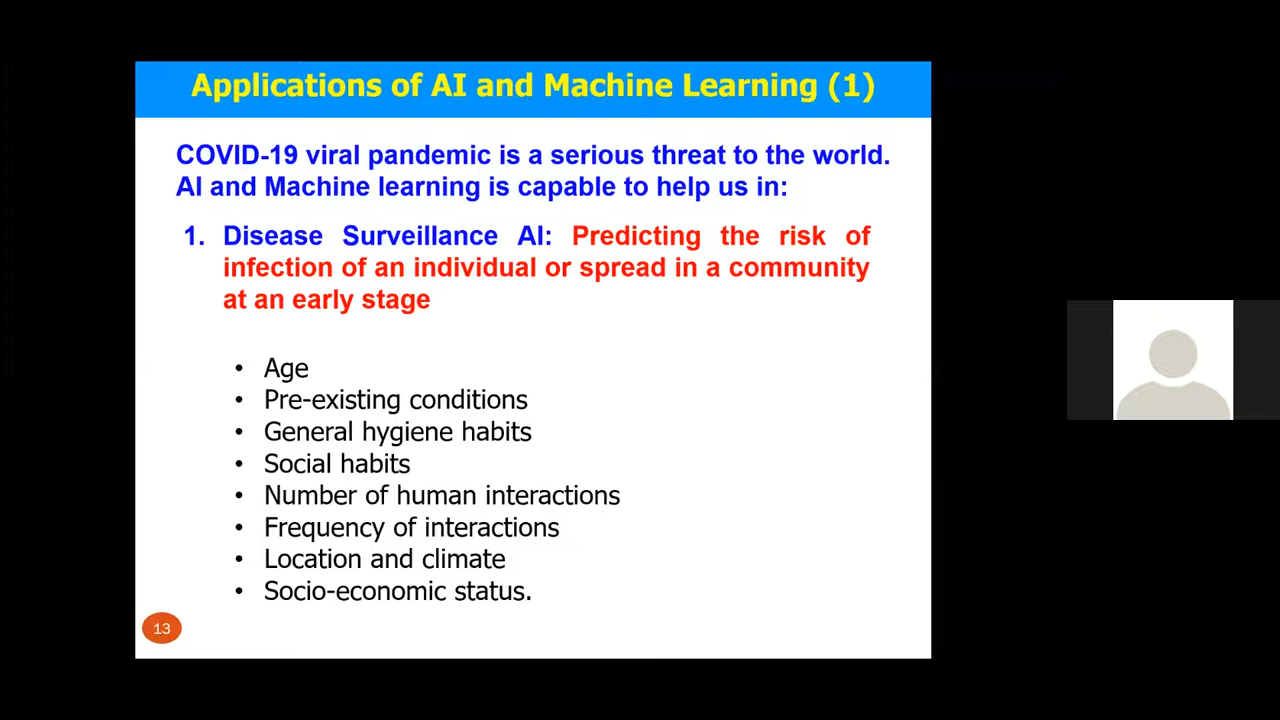 Applications of AI and Machine Learning (1)
COVID-19 viral pandemic is a serious threat to the world.
AI and Machine learning is capable to help us in:
1. Disease Surveillance AI: Predicting the risk of
infection of an individual or spread in a community
at an early stage
• Age
• Pre-existing conditions
• General hygiene habits
• Social habits
• Number of human interactions
• Frequency of interactions
• Location and climate
• Socio-economic status.
13